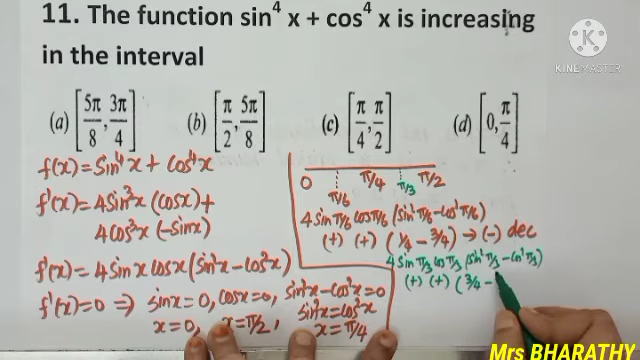 11. The function sin⁴ x + cos⁴ x is increasing
in the interval
(a) [5π/8, 3π/4] (b) [π/2, 5π/8] (c) [π/4, π/2] (d) [0, π/4]
f(x) = Sin⁴x + Cos⁴x
f'(x) = 4Sin³x (cosx) +
4Cos³x (-sinx)
f'(x) = 4 Sinx cosx (Sin²x - cos²x)
f'(x) = 0 ⇒ Sinx = 0, cosx = 0, Sin²x - cos²x = 0
Sin²x = cos²x
x = 0, x = π/2, x = π/4
0 π/4 π/2
π/6 π/3
4 Sin π/6 cos π/6 (Sin² π/6 - cos² π/6)
(+) (+) (1/4 - 3/4) → (-) dec
4 Sin π/3 cos π/3 (Sin² π/3 - cos² π/3)
(+) (+) (3/4 -
KINEMASTER
Mrs BHARATHY